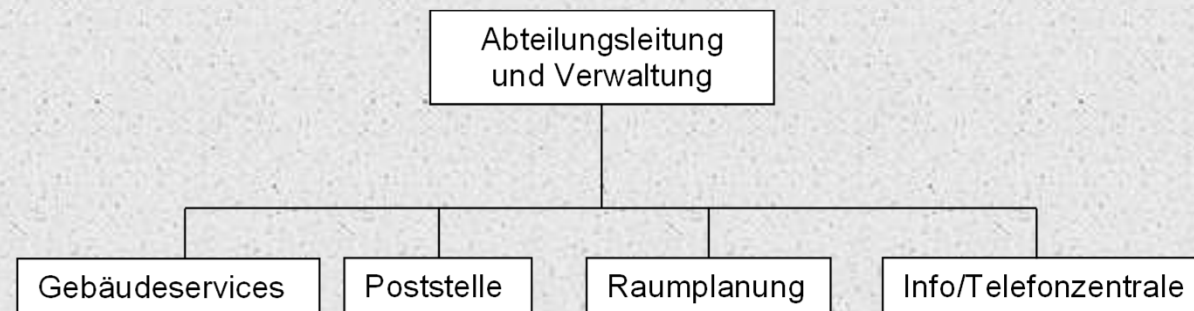 Abteilungsleitung
und Verwaltung
Gebäudeservices
Poststelle
Raumplanung
Info/Telefonzentrale